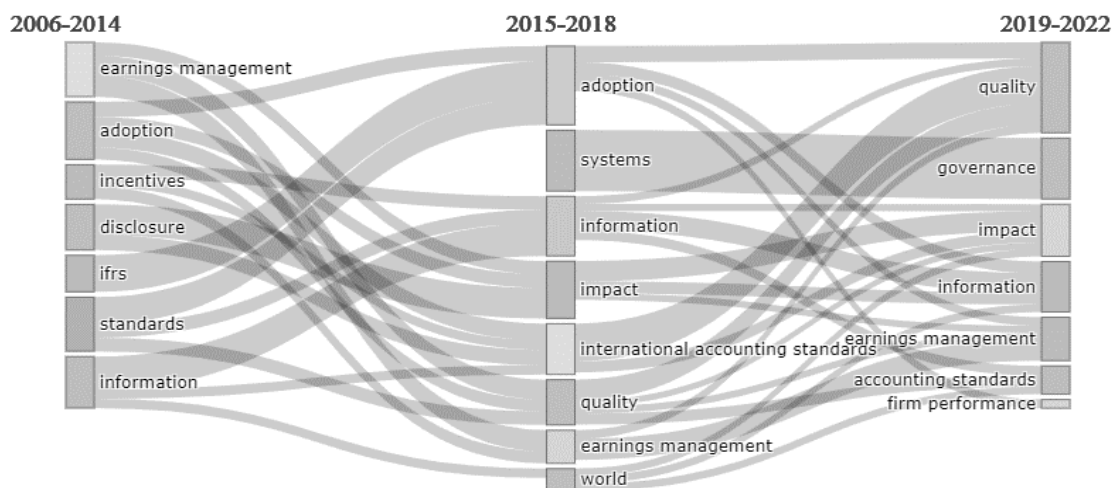 2006-2014
2015-2018
2019-2022
earnings management
adoption
incentives
disclosure
ifrs
standards
information
adoption
systems
information
impact
international accounting standards
quality
earnings management
world
quality
governance
impact
information
earnings management
accounting standards
firm performance